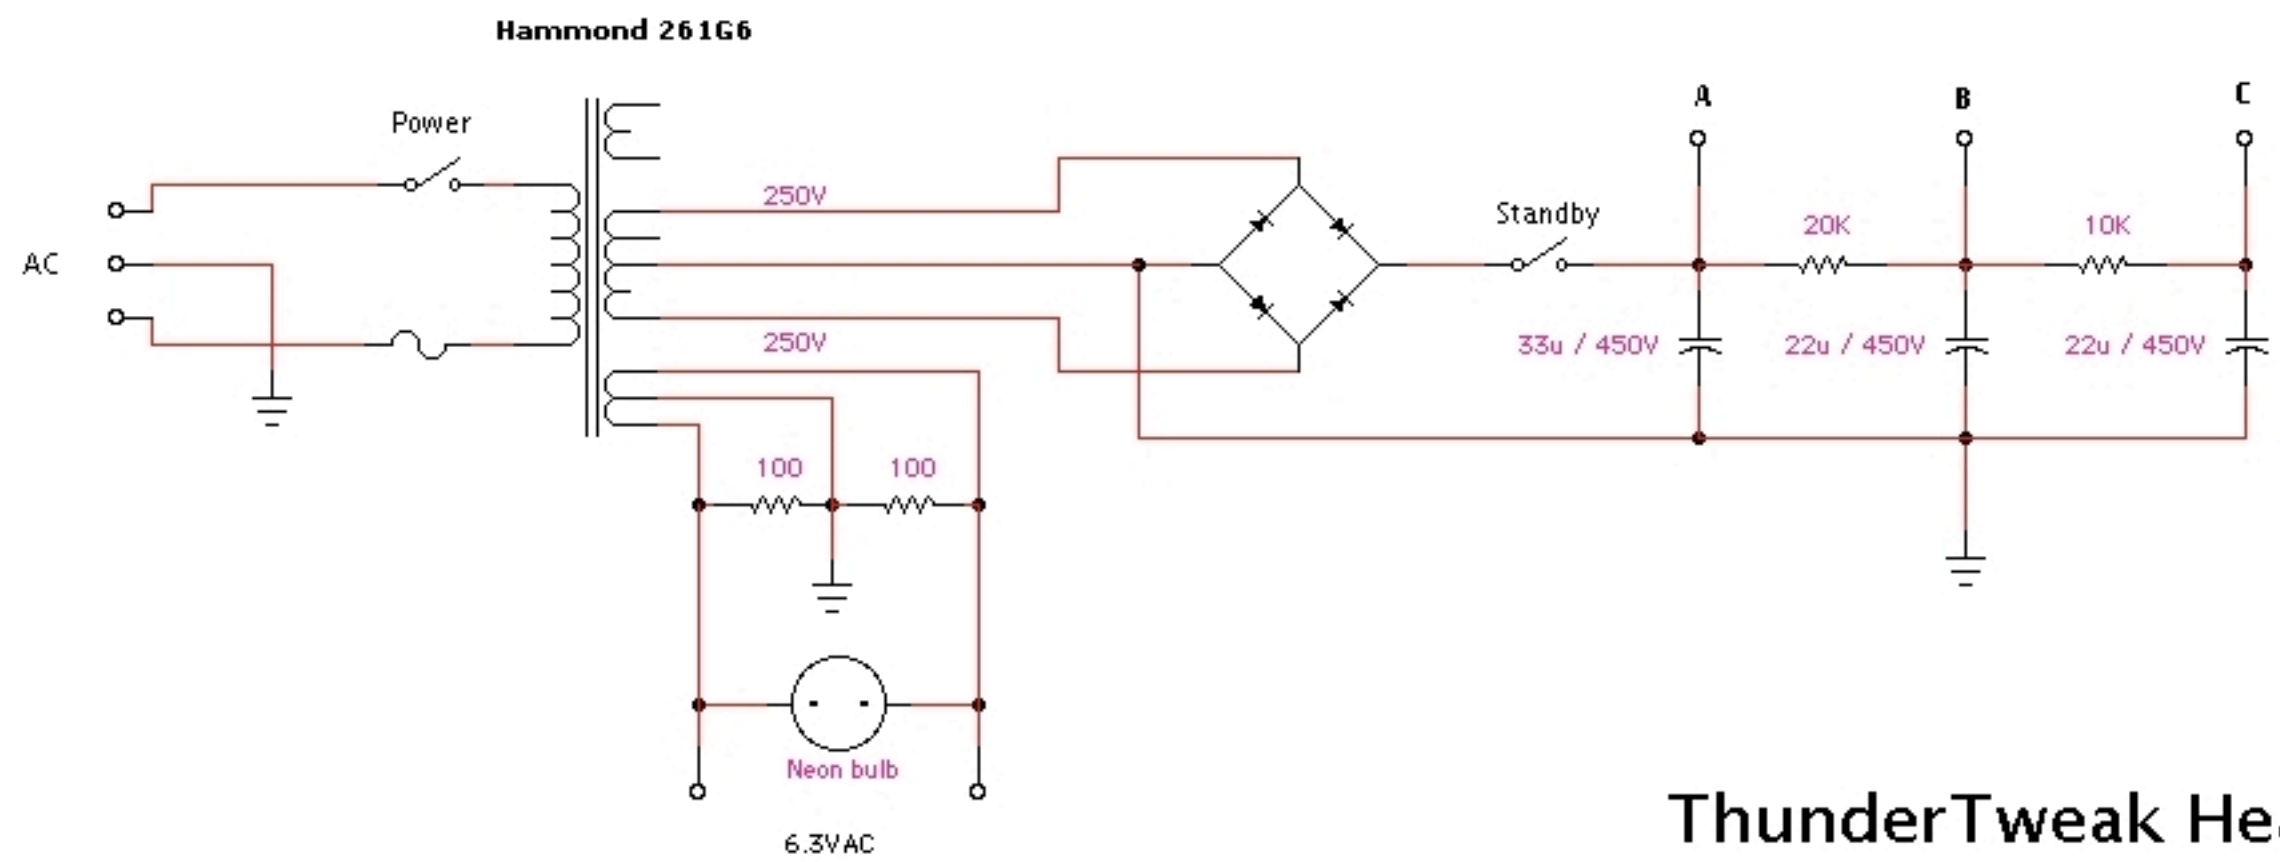 Hammond 261G6
Power
AC
250V
250V
Standby
A
B
C
20K
10K
33u / 450V
22u / 450V
22u / 450V
100
100
Neon bulb
6.3VAC
ThunderTweak